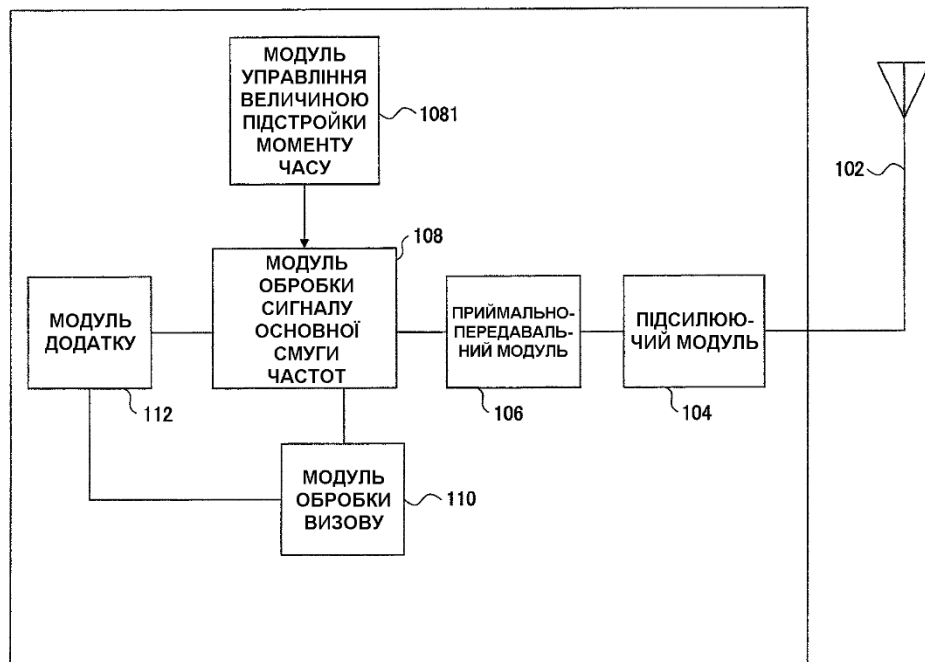 МОДУЛЬ
УПРАВЛІННЯ
ВЕЛИЧИНОЮ
ПІДСТРОЙКИ
МОМЕНТУ
ЧАСУ
1081
102
108
МОДУЛЬ
ОБРОБКИ
СИГНАЛУ
ОСНОВНОЇ
СМУГИ
ЧАСТОТ
МОДУЛЬ
ДОДАТКУ
112
ПРИЙМАЛЬНО-
ПЕРЕДАВАЛЬ-
НИЙ МОДУЛЬ
106
ПІДСИЛЮЮ-
ЧИЙ МОДУЛЬ
104
МОДУЛЬ
ОБРОБКИ
ВИЗОВУ
110